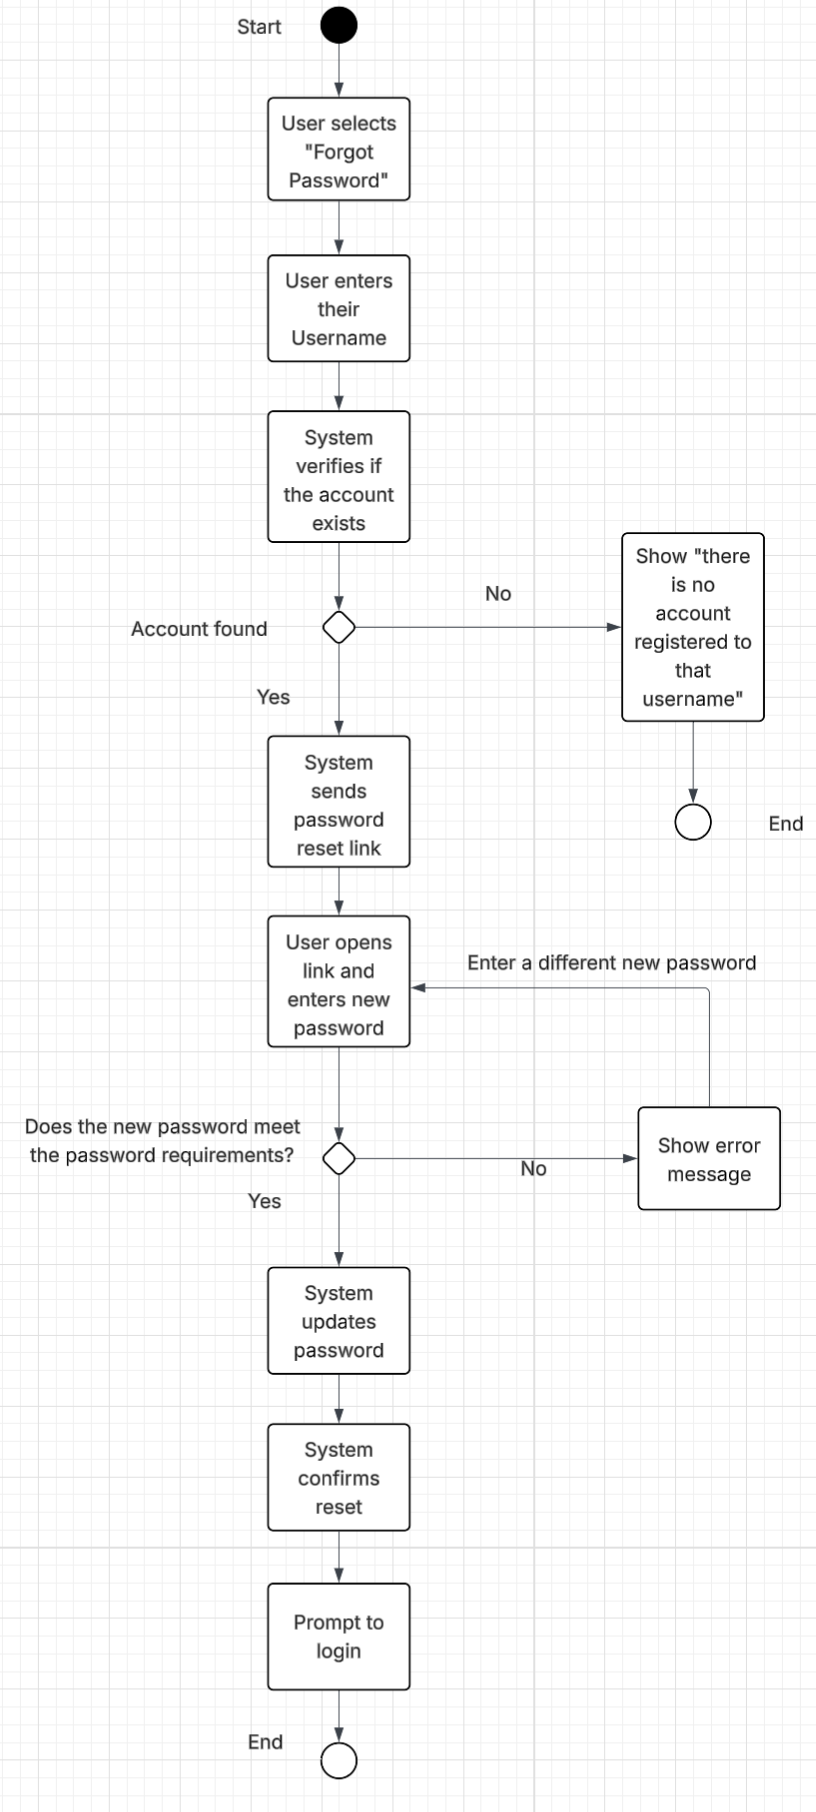 Start
User selects
"Forgot
Password"
User enters
their
Username
System
verifies if
the account
exists
Account found
No
Show "there
is no
account
registered to
that
username"
End
Yes
System
sends
password
reset link
User opens
link and
enters new
password
Enter a different new password
Does the new password meet
the password requirements?
No
Show error
message
Yes
System
updates
password
System
confirms
reset
Prompt to
login
End